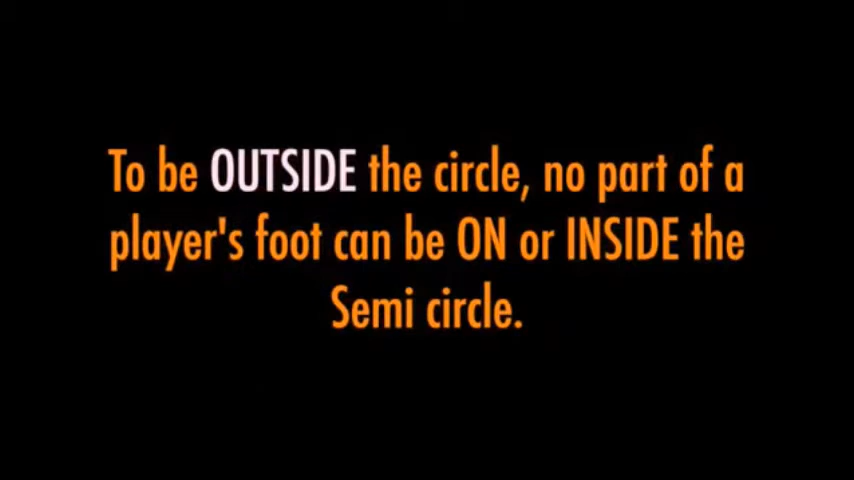 To be OUTSIDE the circle, no part of a
player's foot can be ON or INSIDE the
Semi circle.